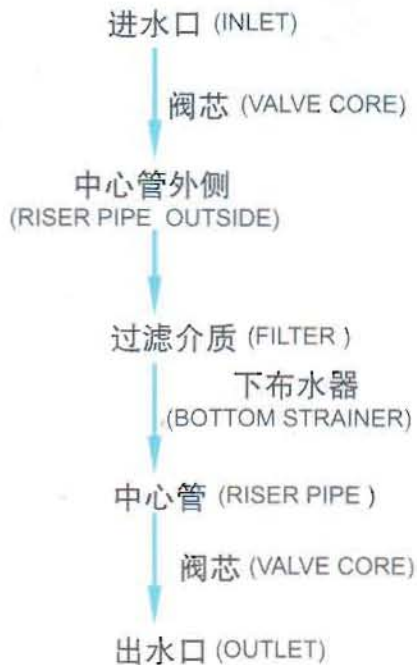 进水口 (INLET)
阀芯 (VALVE CORE)
中心管外侧
(RISER PIPE OUTSIDE)
过滤介质 (FILTER )
下布水器
(BOTTOM STRAINER)
中心管 (RISER PIPE )
阀芯 (VALVE CORE)
出水口 (OUTLET)